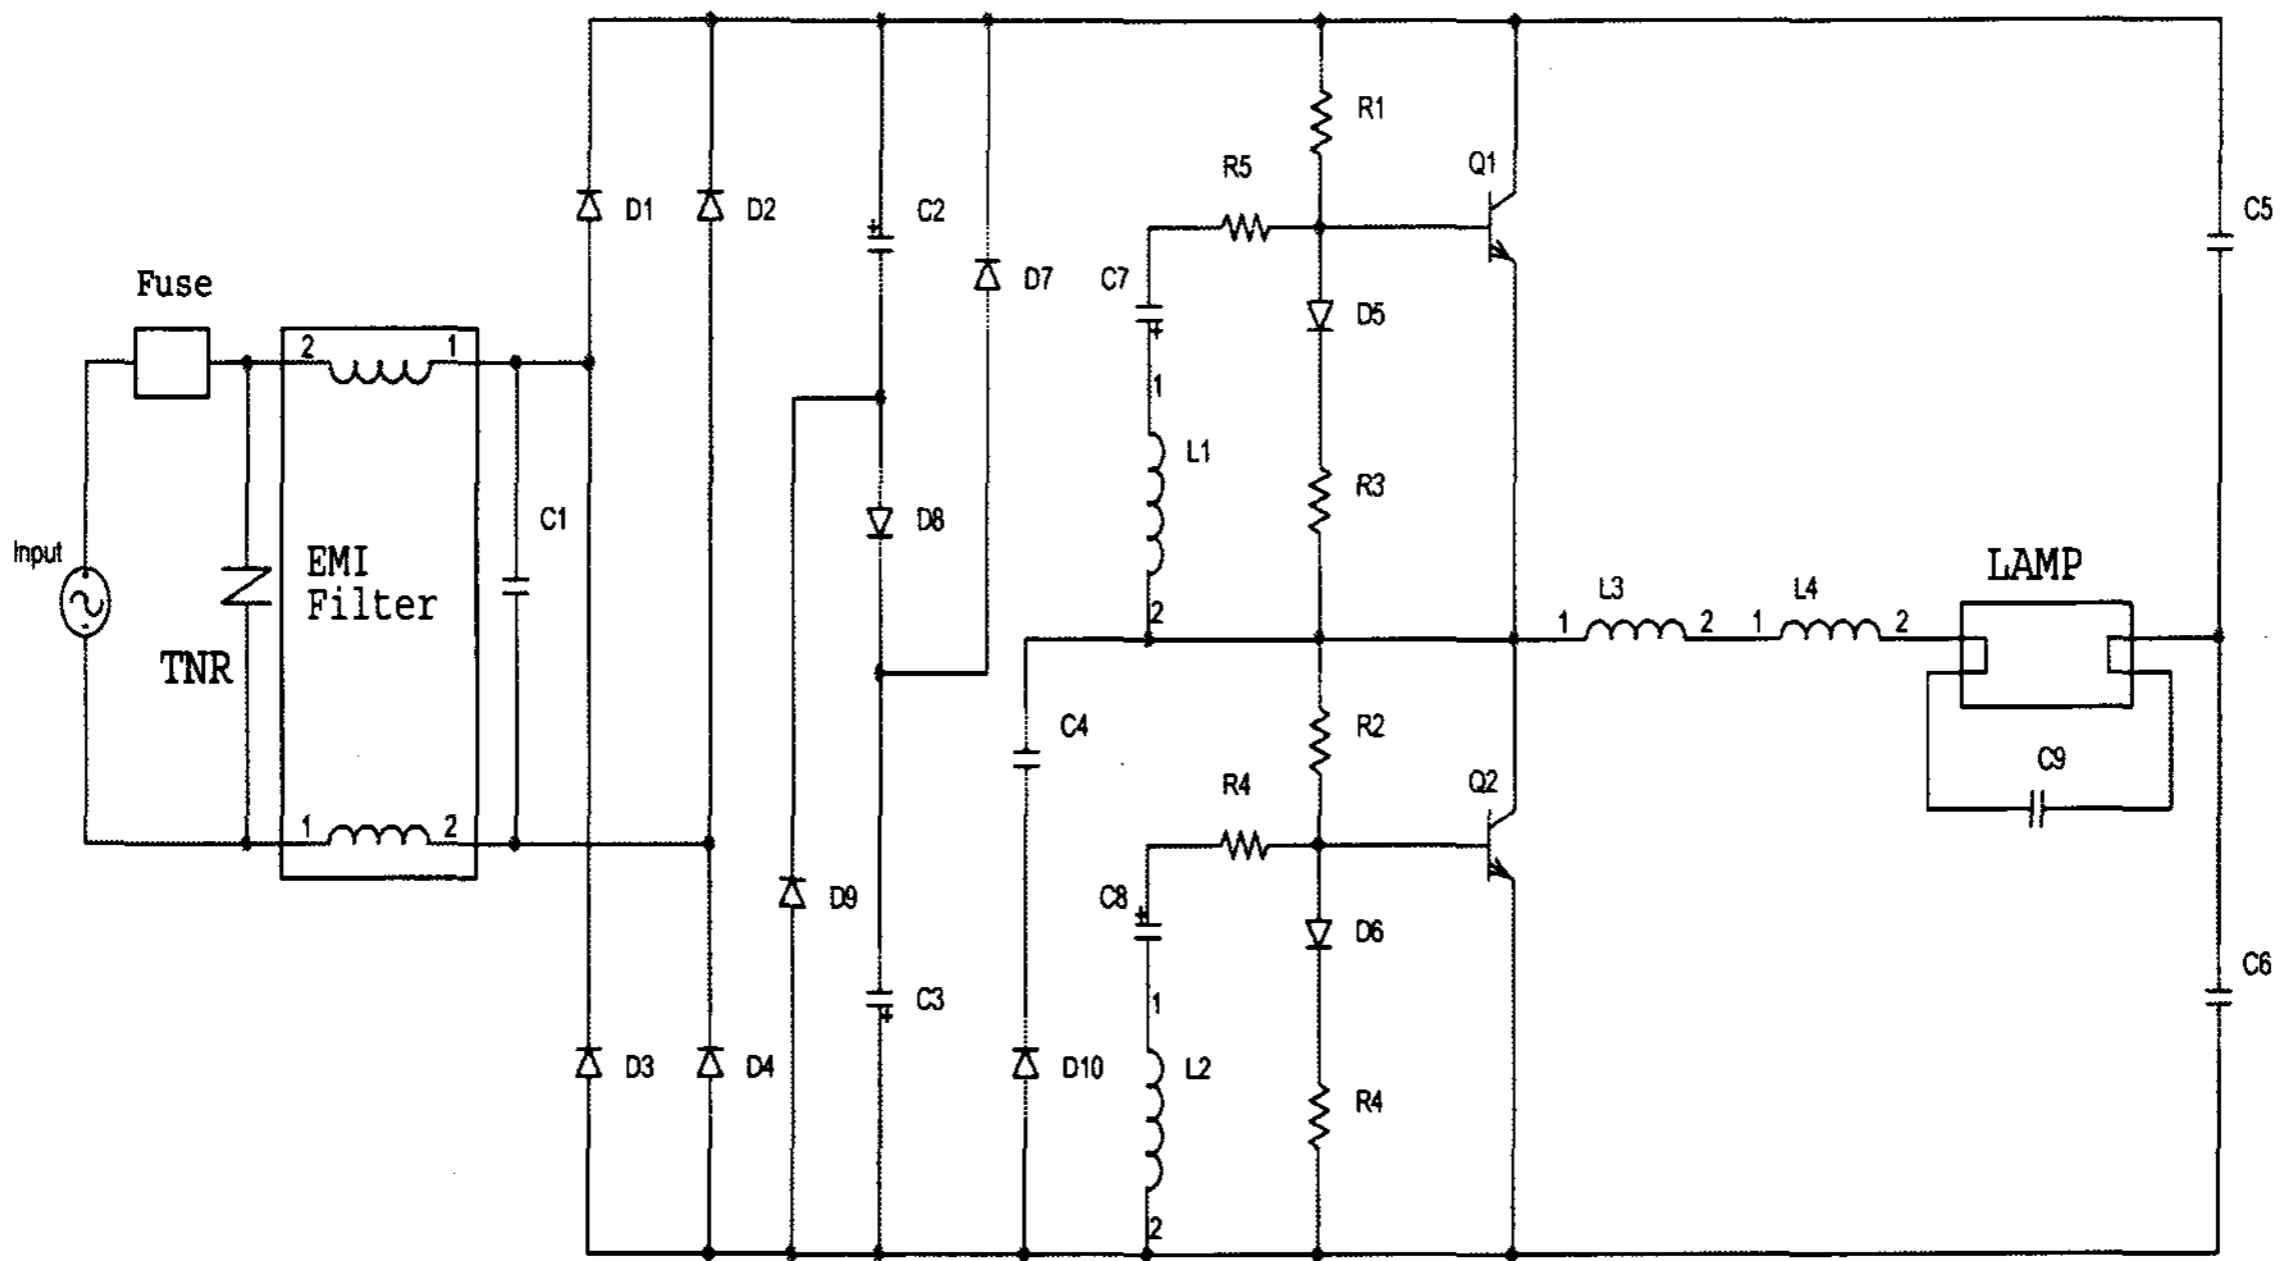 R1
Q1
R5
D1
D2
C2
C5
D7
C7
Fuse
D5
2
1
1
L1
R3
C1
D8
Input
EMI
Filter
LAMP
L3
L4
2
1
2
1
2
TNR
R2
C4
C9
R4
Q2
1
2
D9
C8
D6
C6
1
C3
D3
D4
D10
L2
R4
2